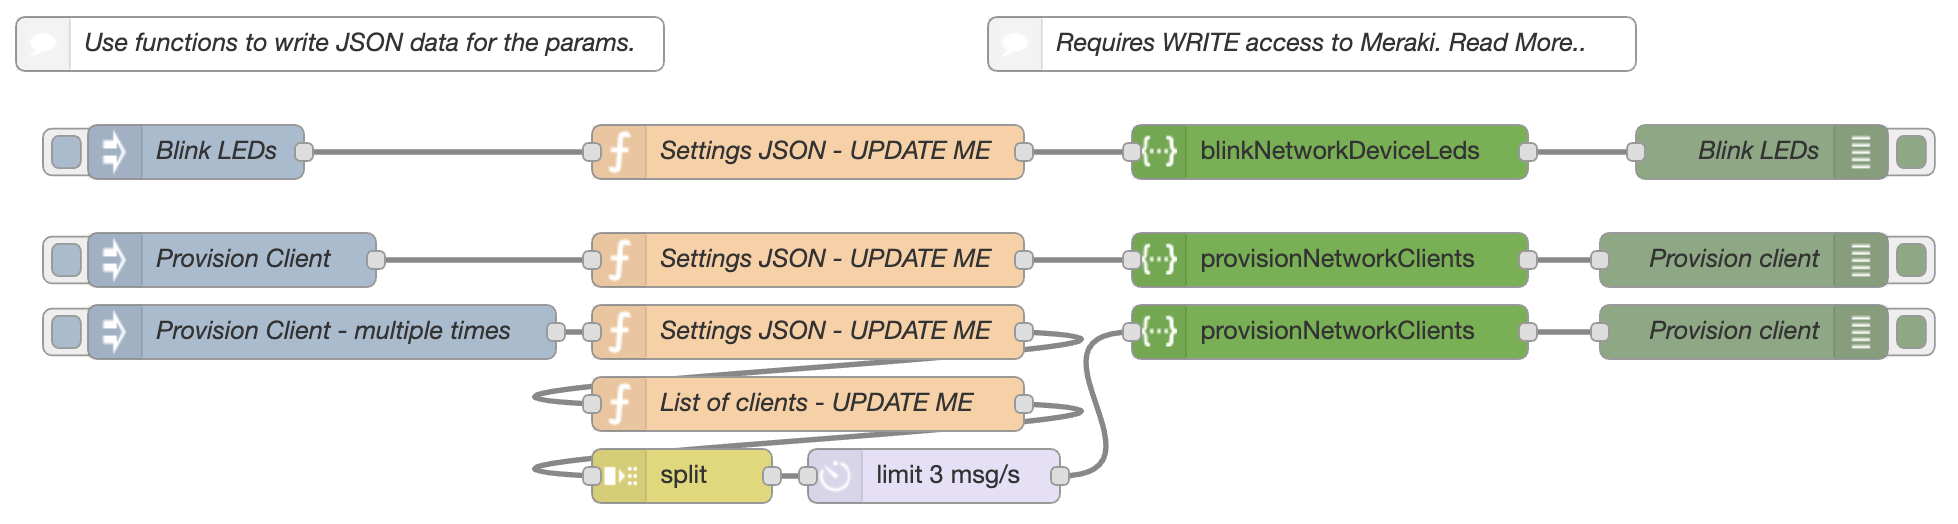 Use functions to write JSON data for the params.
Requires WRITE access to Meraki. Read More..
Blink LEDs
Settings JSON - UPDATE ME
blinkNetworkDeviceLeds
Blink LEDs
Provision Client
Settings JSON - UPDATE ME
provisionNetworkClients
Provision client
Provision Client - multiple times
Settings JSON - UPDATE ME
provisionNetworkClients
Provision client
List of clients - UPDATE ME
split
limit 3 msg/s